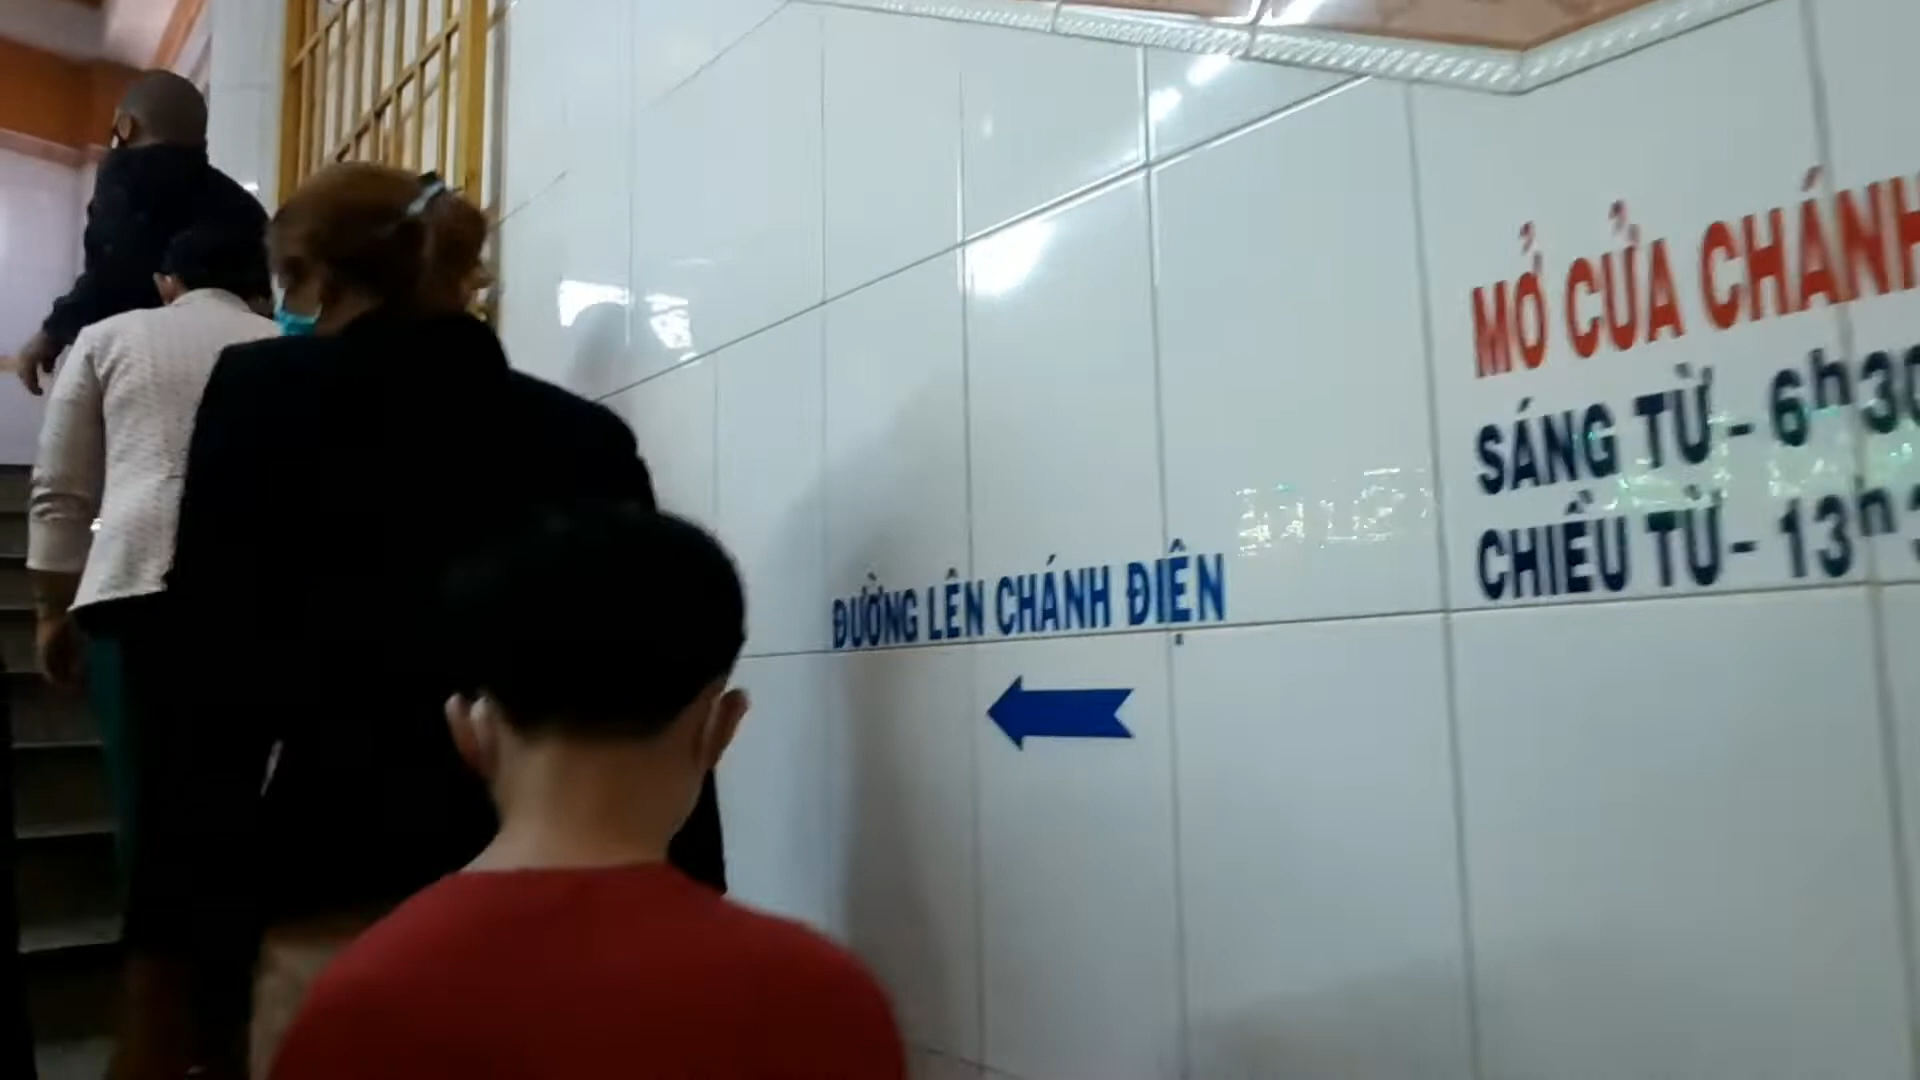 ĐƯỜNG LÊN CHÁNH ĐIỆN
MỞ CỬA CHÁNH
SÁNG TỪ - 6h30
CHIỀU TỪ - 13h